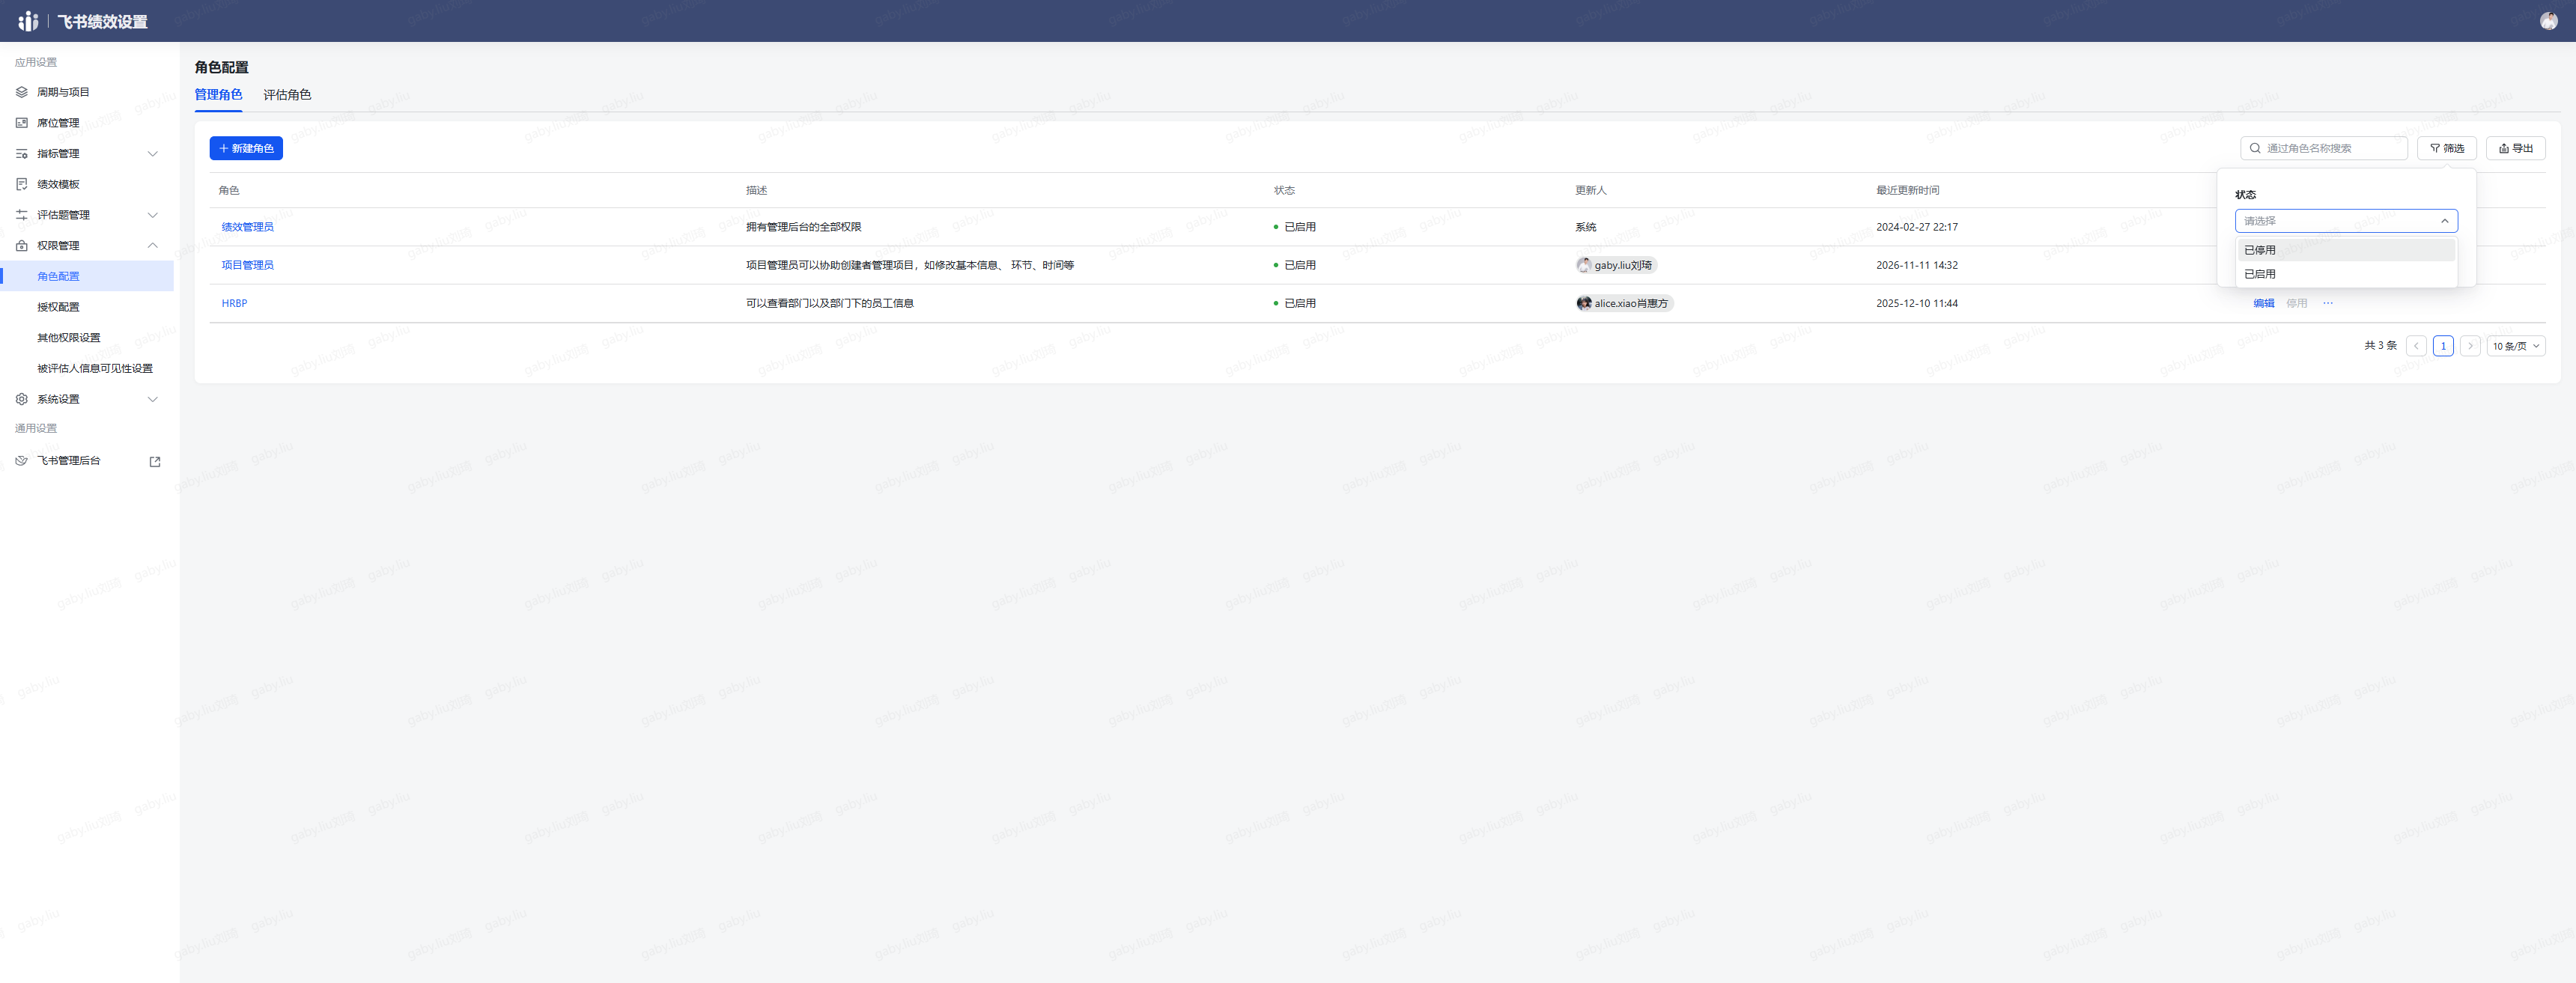 飞书绩效设置
应用设置
周期与项目
席位管理
指标管理
绩效模板
评估题管理
权限管理
角色配置
授权配置
其他权限设置
被评估人信息可见性设置
系统设置
通用设置
飞书管理后台
角色配置
管理角色 评估角色
新建角色 通过角色名称搜索 筛选 导出
角色 描述 状态 更新人 最近更新时间
绩效管理员 拥有管理后台的全部权限 已启用 系统 2024-02-27 22:17
项目管理员 项目管理员可以协助创建者管理项目，如修改基本信息、 环节、时间等 已启用 gaby.liu刘琦 2026-11-11 14:32
HRBP 可以查看部门以及部门下的员工信息 已启用 alice.xiao肖惠方 2025-12-10 11:44 编辑 停用 ...
状态
请选择
已停用
已启用
共 3 条 1 10 条/页
gaby.liu刘琦 gaby.liu